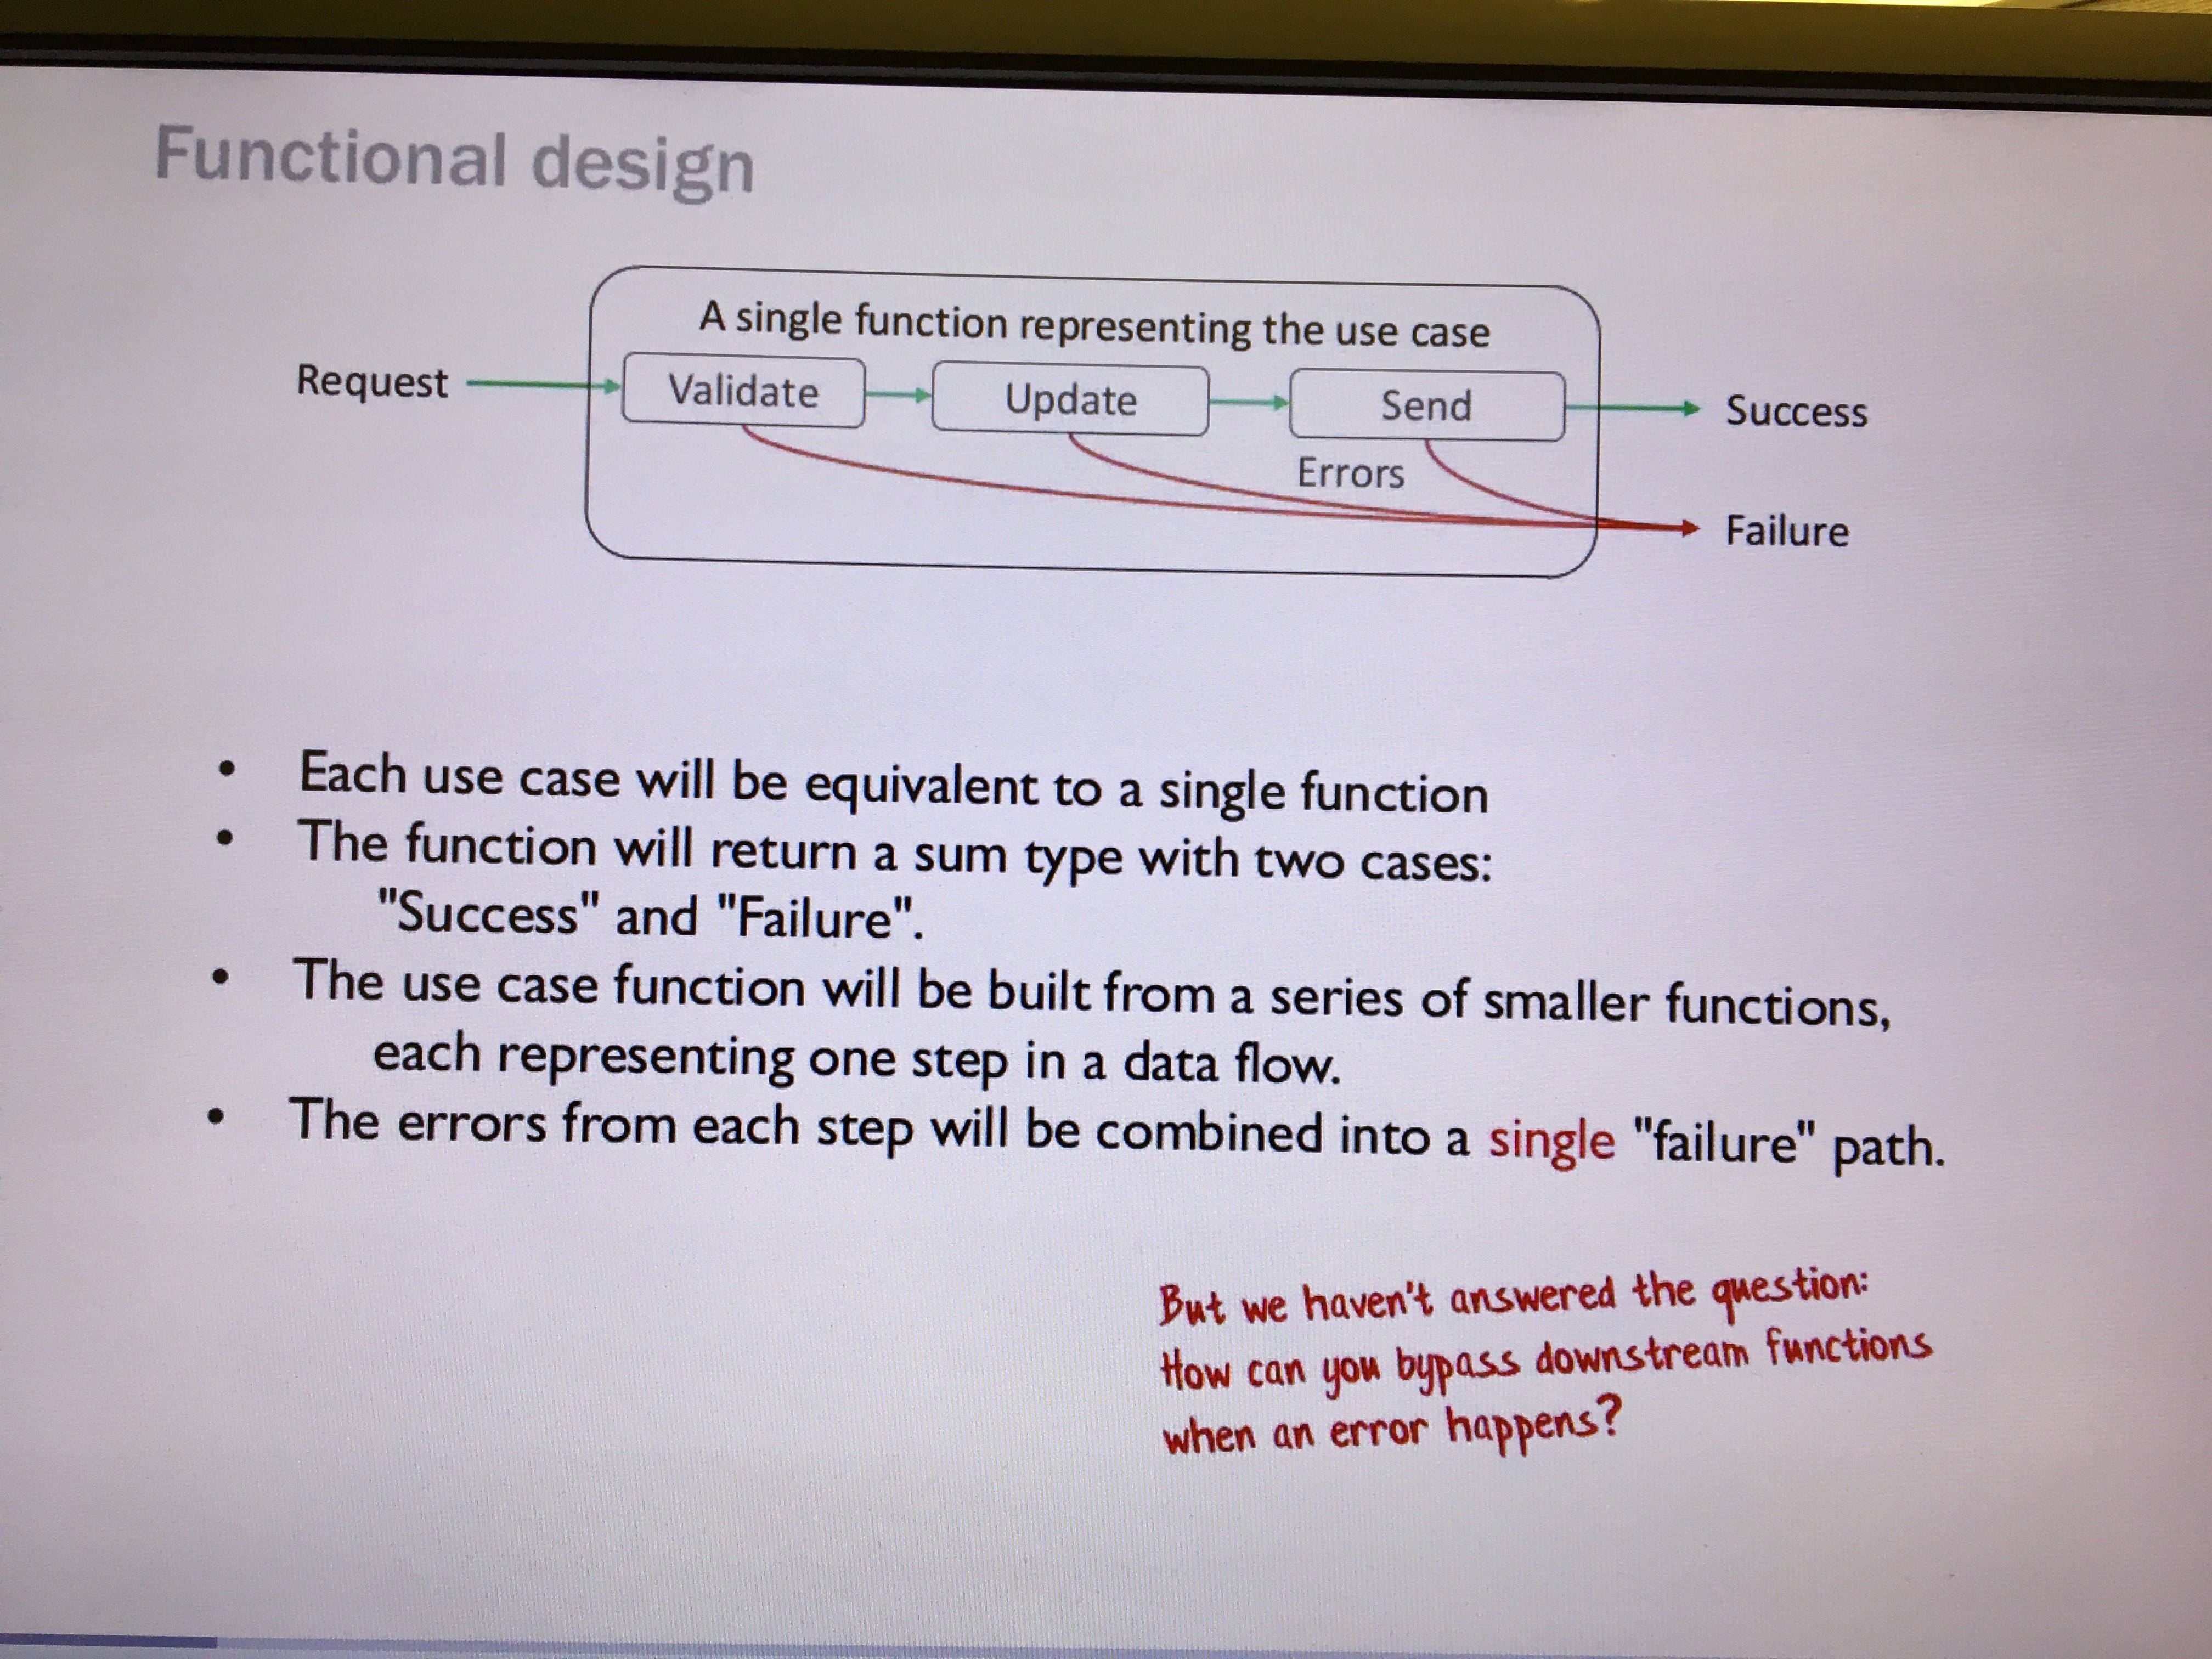 Functional design
A single function representing the use case
Request
Validate
Update
Send
Success
Errors
Failure
• Each use case will be equivalent to a single function
• The function will return a sum type with two cases:
"Success" and "Failure".
• The use case function will be built from a series of smaller functions,
each representing one step in a data flow.
• The errors from each step will be combined into a single "failure" path.
But we haven't answered the question:
How can you bypass downstream functions
when an error happens?